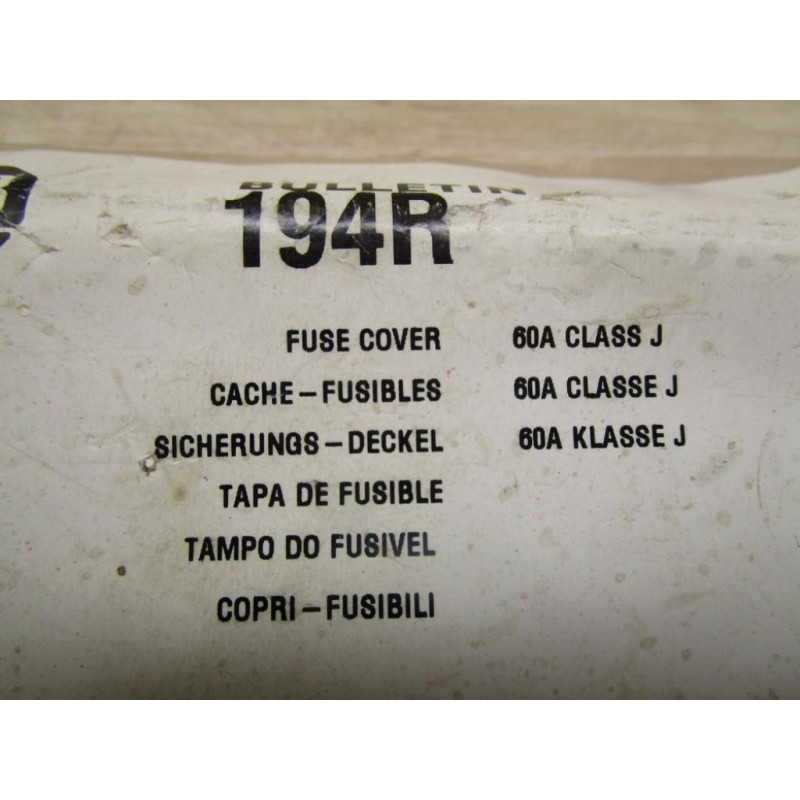 BULLETIN
194R
FUSE COVER 60A CLASS J
CACHE-FUSIBLES 60A CLASSE J
SICHERUNGS-DECKEL 60A KLASSE J
TAPA DE FUSIBLE
TAMPO DO FUSIVEL
COPRI-FUSIBILI